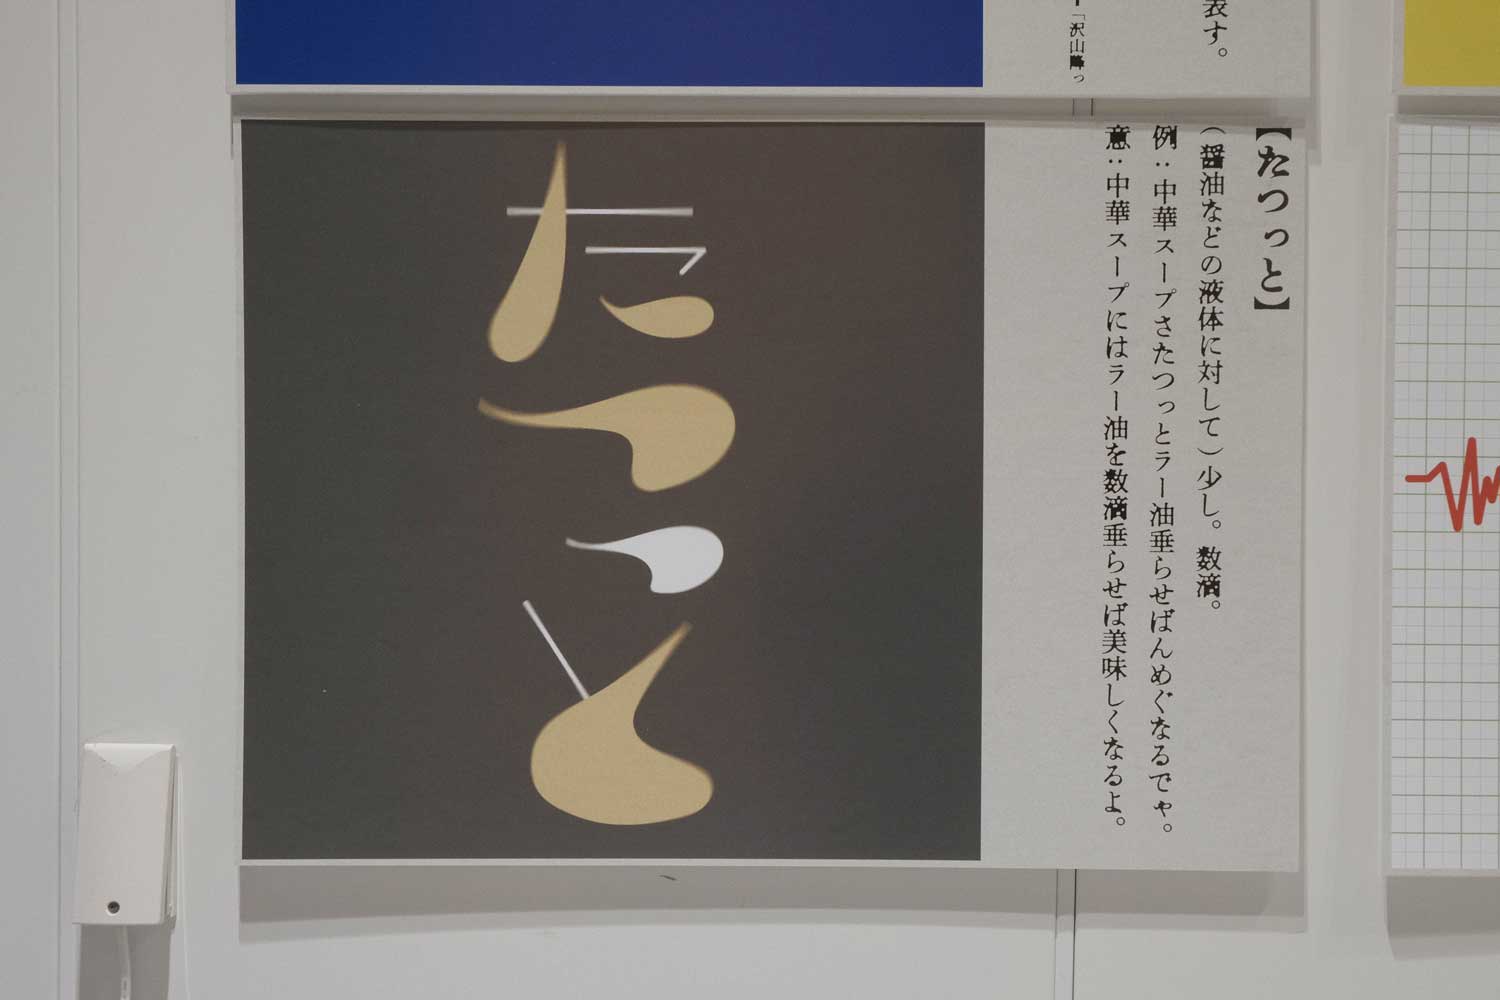 表す。
「沢山降っ
【たつっと】
（醤油などの液体に対して）少し。数滴。
例：中華スープさたつっとラー油垂らせばんめぐなるでゃ。
意：中華スープにはラー油を数滴垂らせば美味しくなるよ。
たつっと